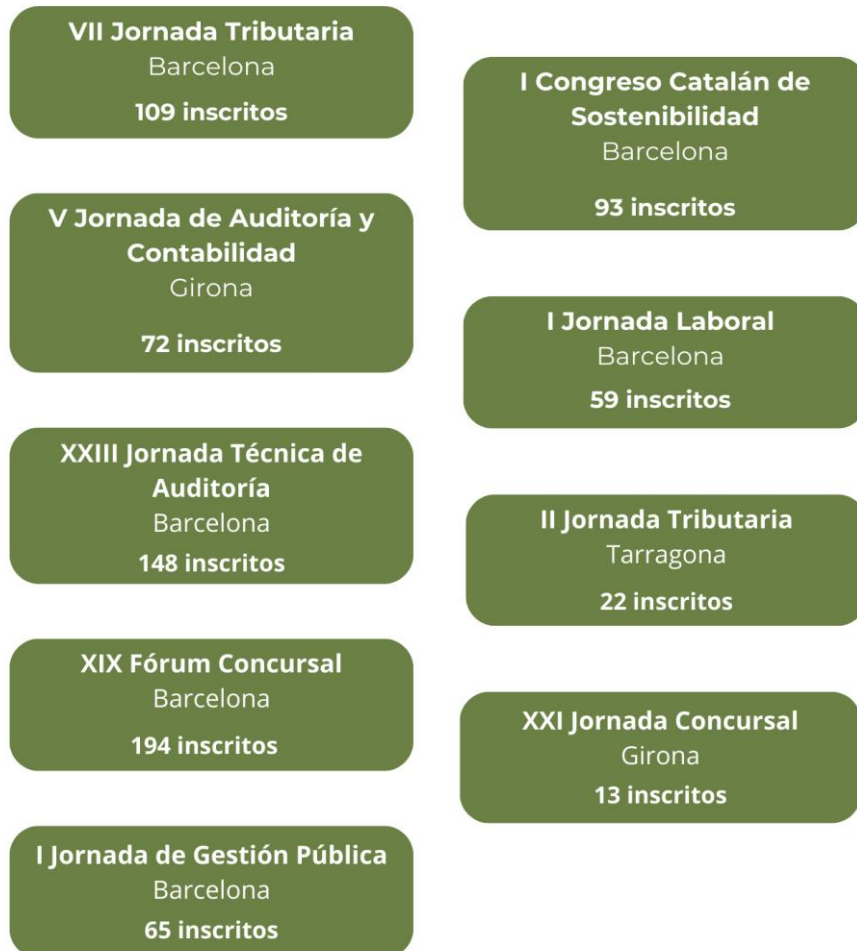 VII Jornada Tributaria
Barcelona
109 inscritos
V Jornada de Auditoría y
Contabilidad
Girona
72 inscritos
XXIII Jornada Técnica de
Auditoría
Barcelona
148 inscritos
XIX Fórum Concursal
Barcelona
194 inscritos
I Jornada de Gestión Pública
Barcelona
65 inscritos
I Congreso Catalán de
Sostenibilidad
Barcelona
93 inscritos
I Jornada Laboral
Barcelona
59 inscritos
II Jornada Tributaria
Tarragona
22 inscritos
XXI Jornada Concursal
Girona
13 inscritos